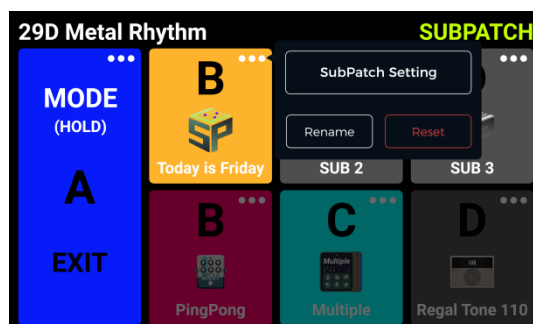 29D Metal Rhythm
SUBPATCH
MODE
(HOLD)
A
EXIT
B
SP
Today is Friday
SubPatch Setting
Rename
Reset
SUB 2
SUB 3
B
PingPong
C
Multiple
Multiple
D
Regal Tone 110